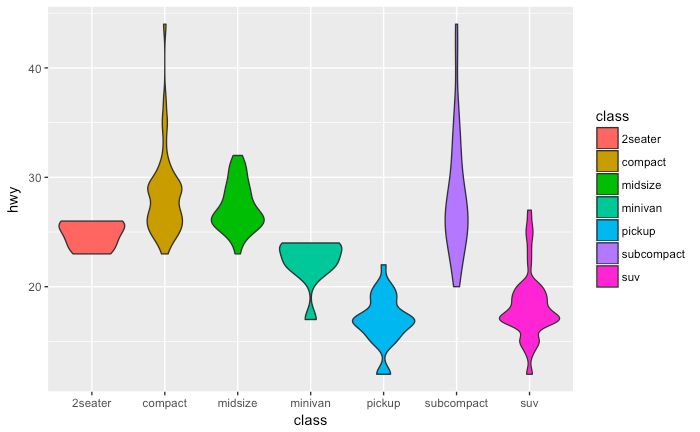 hwy
40
30
20
2seater compact midsize minivan pickup subcompact suv
class
class
2seater
compact
midsize
minivan
pickup
subcompact
suv